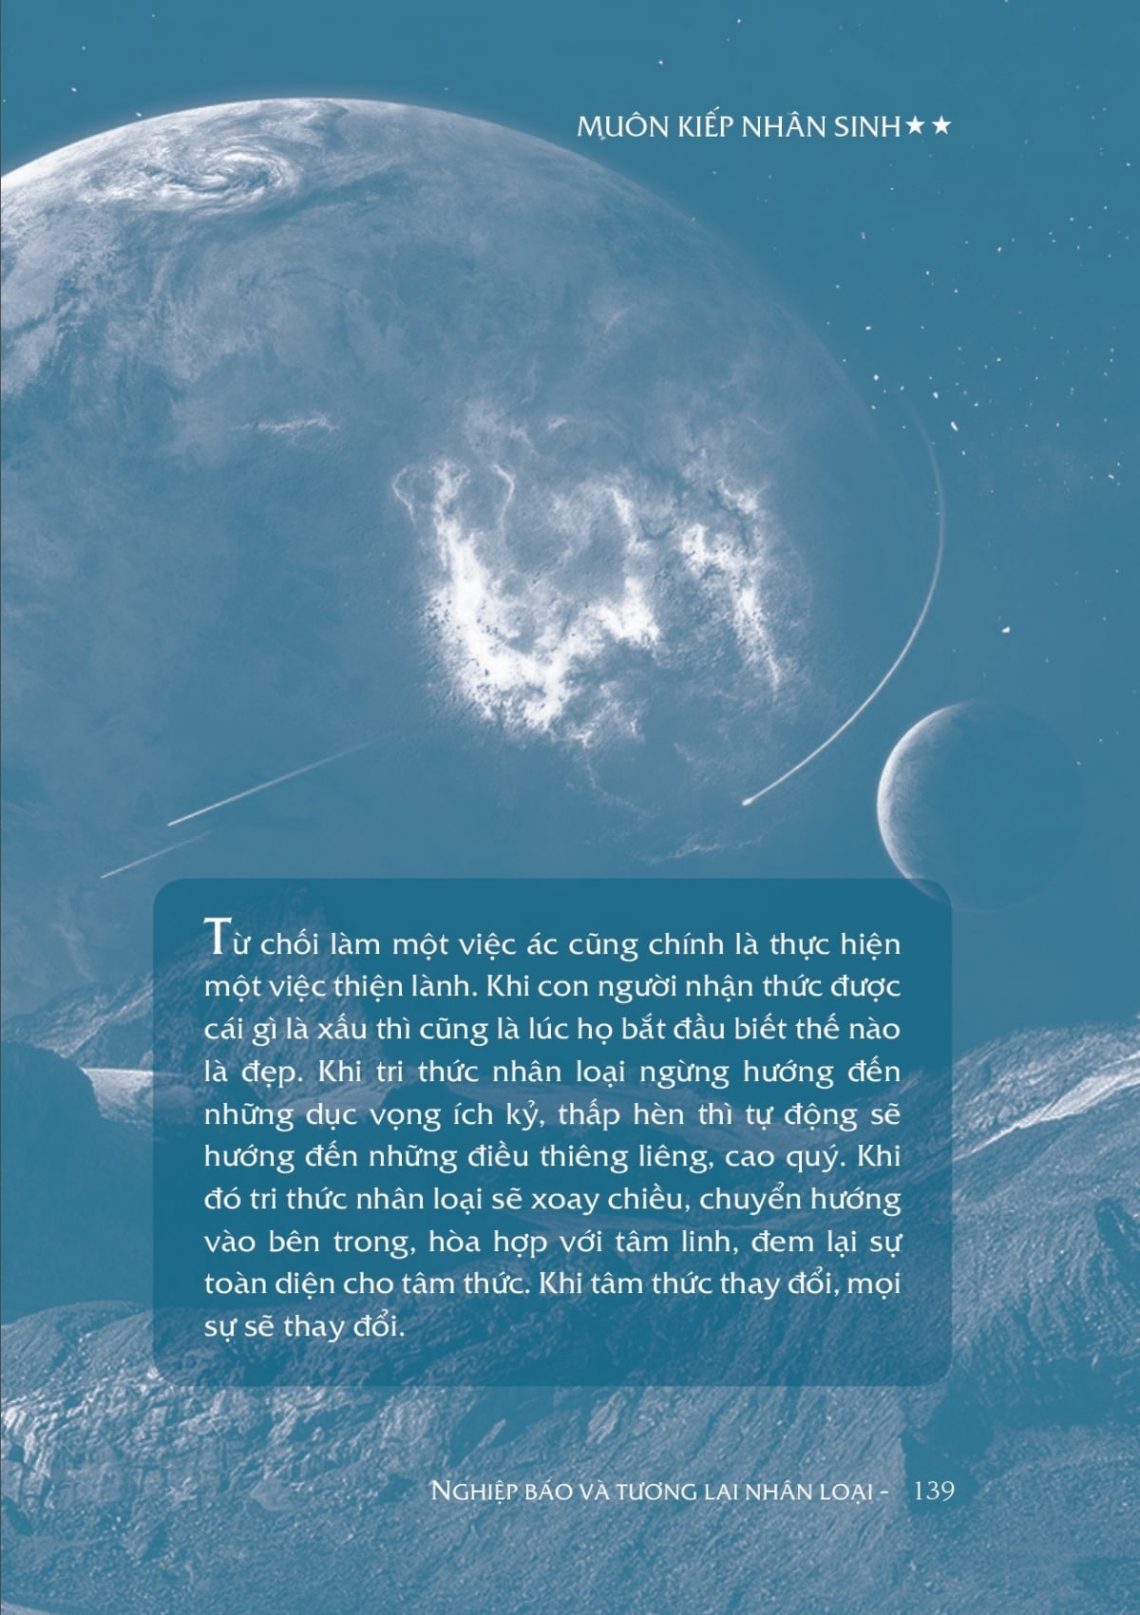 MUÔN KIẾP NHÂN SINH★★
Từ chối làm một việc ác cũng chính là thực hiện
một việc thiện lành. Khi con người nhận thức được
cái gì là xấu thì cũng là lúc họ bắt đầu biết thế nào
là đẹp. Khi tri thức nhân loại ngừng hướng đến
những dục vọng ích kỷ, thấp hèn thì tự động sẽ
hướng đến những điều thiêng liêng, cao quý. Khi
đó tri thức nhân loại sẽ xoay chiều, chuyển hướng
vào bên trong, hòa hợp với tâm linh, đem lại sự
toàn diện cho tâm thức. Khi tâm thức thay đổi, mọi
sự sẽ thay đổi.
NGHIỆP BÁO VÀ TƯƠNG LAI NHÂN LOẠI - 139